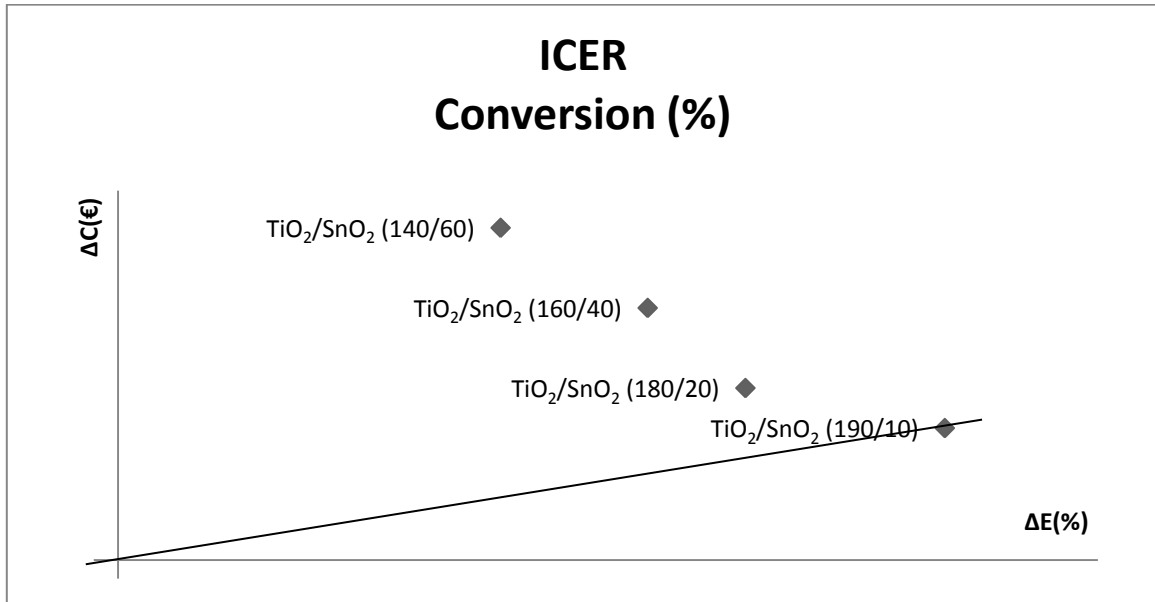 ICER
Conversion (%)
ΔC(€)
TiO₂/SnO₂ (140/60)
TiO₂/SnO₂ (160/40)
TiO₂/SnO₂ (180/20)
TiO₂/SnO₂ (190/10)
ΔE(%)